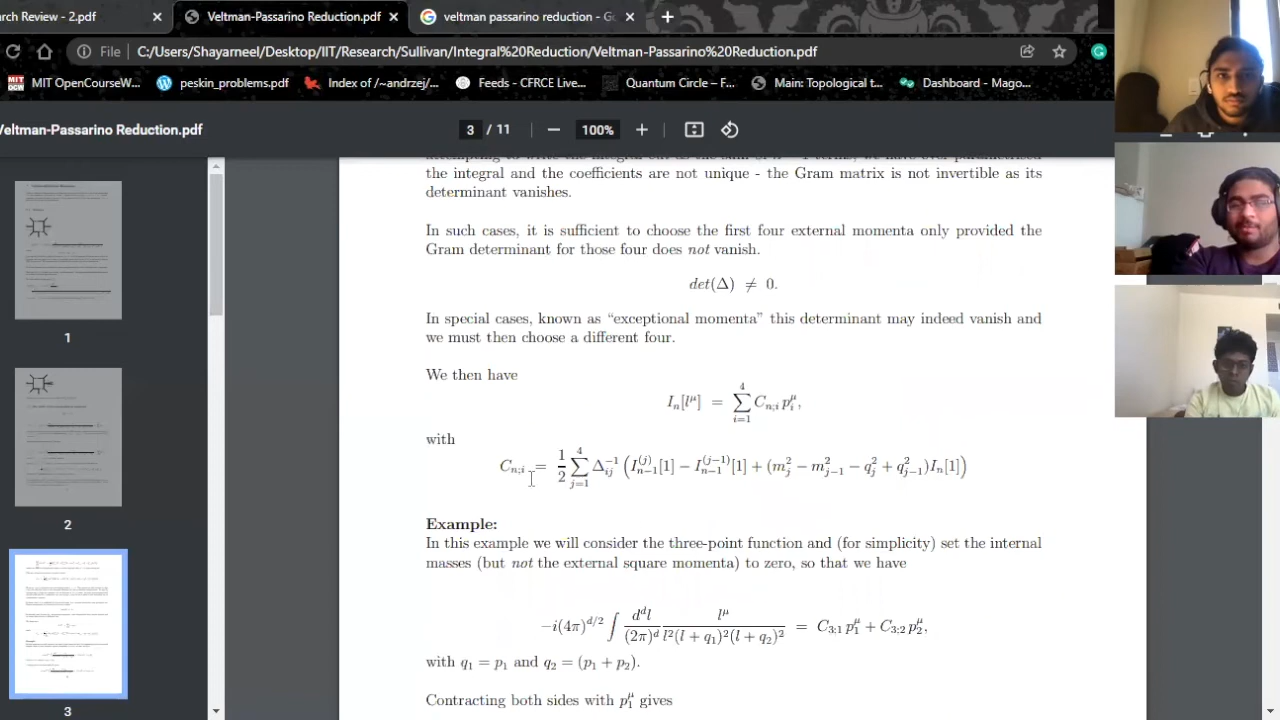 rch Review - 2.pdf
Veltman-Passarino Reduction.pdf
veltman passarino reduction - Go
File C:/Users/Shayarneel/Desktop/IIT/Research/Sullivan/Integral%20Reduction/Veltman-Passarino%20Reduction.pdf
MIT OpenCourseW... peskin_problems.pdf Index of /~andrzej/... Feeds - CFRCE Live... Quantum Circle – F... Main: Topological t... Dashboard - Mago...
Veltman-Passarino Reduction.pdf
3 / 11 − 100% +
1
2
3
the integral and the coefficients are not unique - the Gram matrix is not invertible as its
determinant vanishes.
In such cases, it is sufficient to choose the first four external momenta only provided the
Gram determinant for those four does not vanish.
det(Δ) ≠ 0.
In special cases, known as “exceptional momenta” this determinant may indeed vanish and
we must then choose a different four.
We then have
I_n[l^μ] = ∑_{i=1}^{4} C_{n;i} p_i^μ,
with
C_{n;i} = 1/2 ∑_{j=1}^{4} Δ_{ij}^{-1} (I_{n-1}^{(j)}[1] − I_{n-1}^{(j-1)}[1] + (m_j^2 − m_{j-1}^2 − q_j^2 + q_{j-1}^2)I_n[1])
Example:
In this example we will consider the three-point function and (for simplicity) set the internal
masses (but not the external square momenta) to zero, so that we have
−i(4π)^{d/2} ∫ d^d l/(2π)^d l^μ/(l^2(l + q_1)^2(l + q_2)^2) = C_{3;1} p_1^μ + C_{3;2} p_2^μ,
with q_1 = p_1 and q_2 = (p_1 + p_2).
Contracting both sides with p_1^μ gives